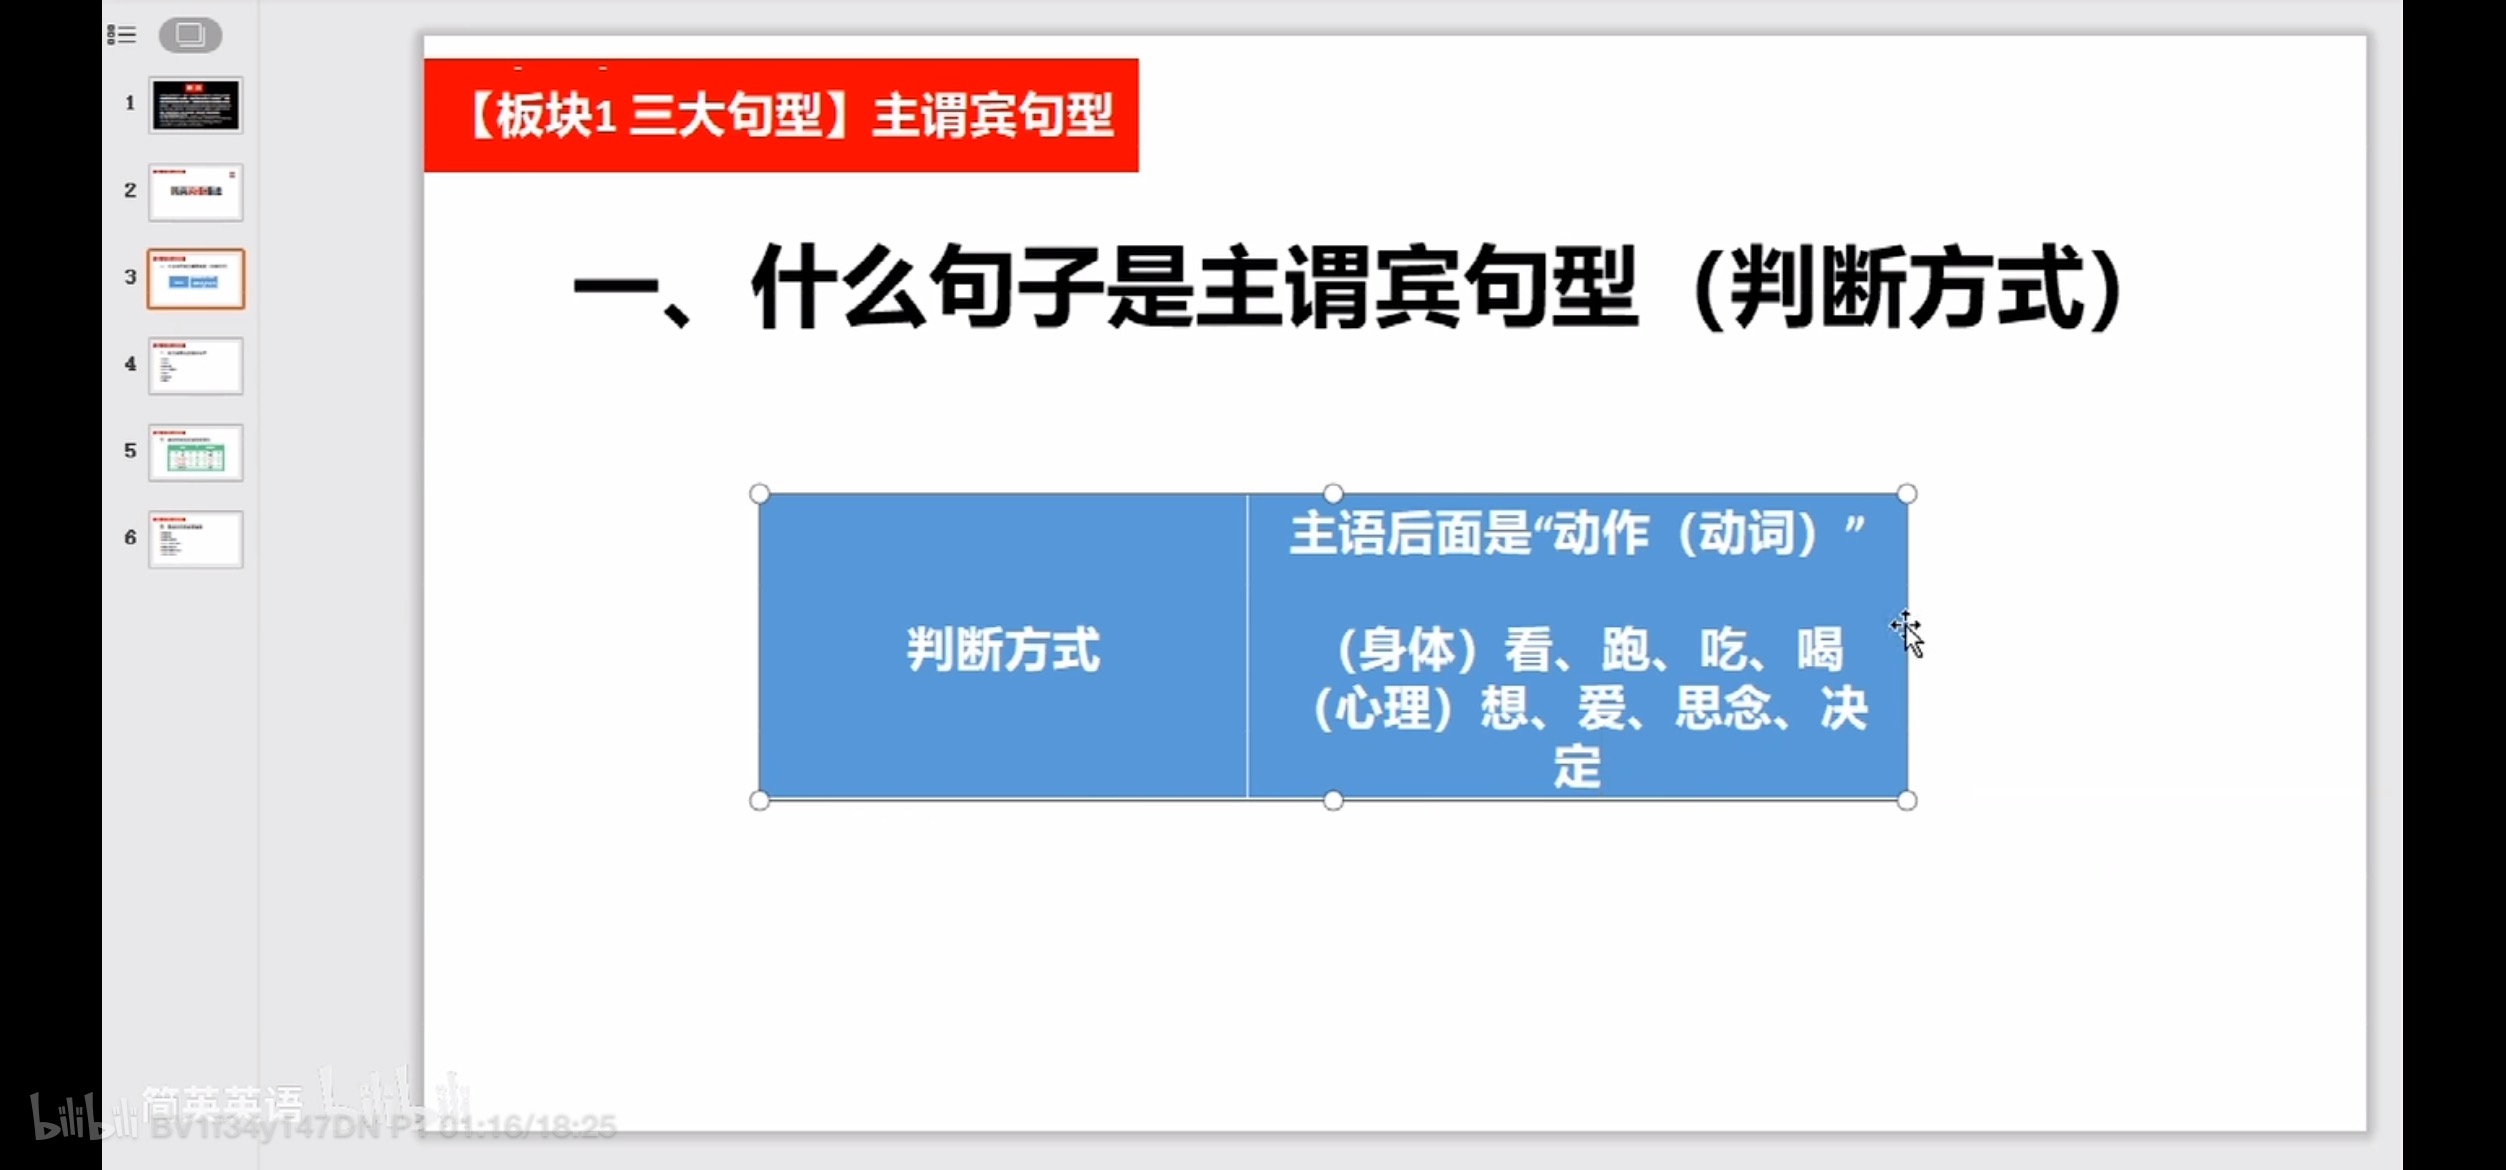 【板块1 三大句型】主谓宾句型
一、什么句子是主谓宾句型（判断方式）
判断方式
主语后面是“动作（动词）”
（身体）看、跑、吃、喝
（心理）想、爱、思念、决
定
1
2
3
4
5
6
bilibili 简英英语 bilibili
BV1f34y147DN P1 01:16/18:25